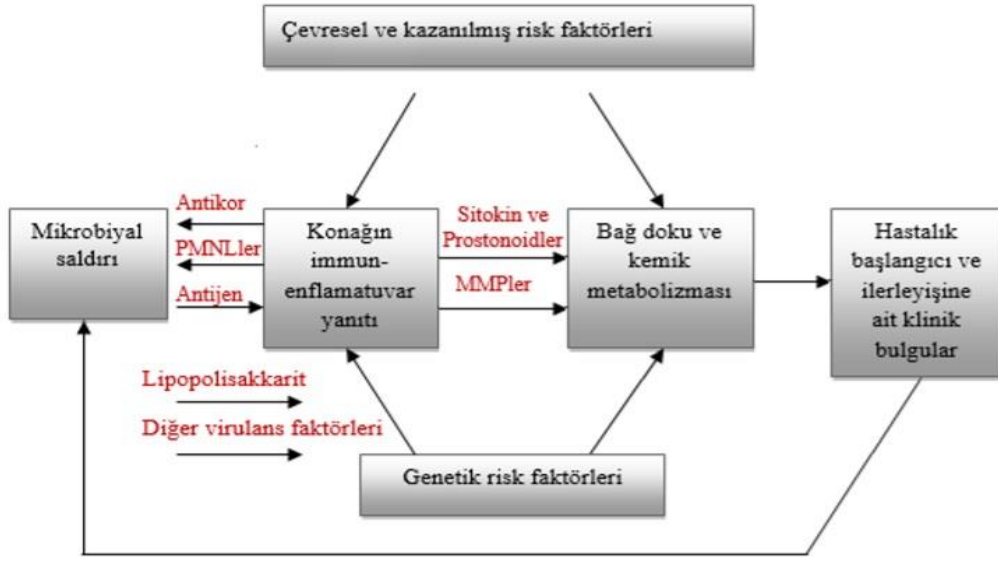 Çevresel ve kazanılmış risk faktörleri
Mikrobiyal
saldırı
Antikor
PMNLler
Antijen
Konağın
immun-
enflamatuvar
yanıtı
Sitokin ve
Prostonoidler
MMPler
Bağ doku ve
kemik
metabolizması
Hastalık
başlangıcı ve
ilerleyişine
ait klinik
bulgular
Lipopolisakkarit
Diğer virulans faktörleri
Genetik risk faktörleri